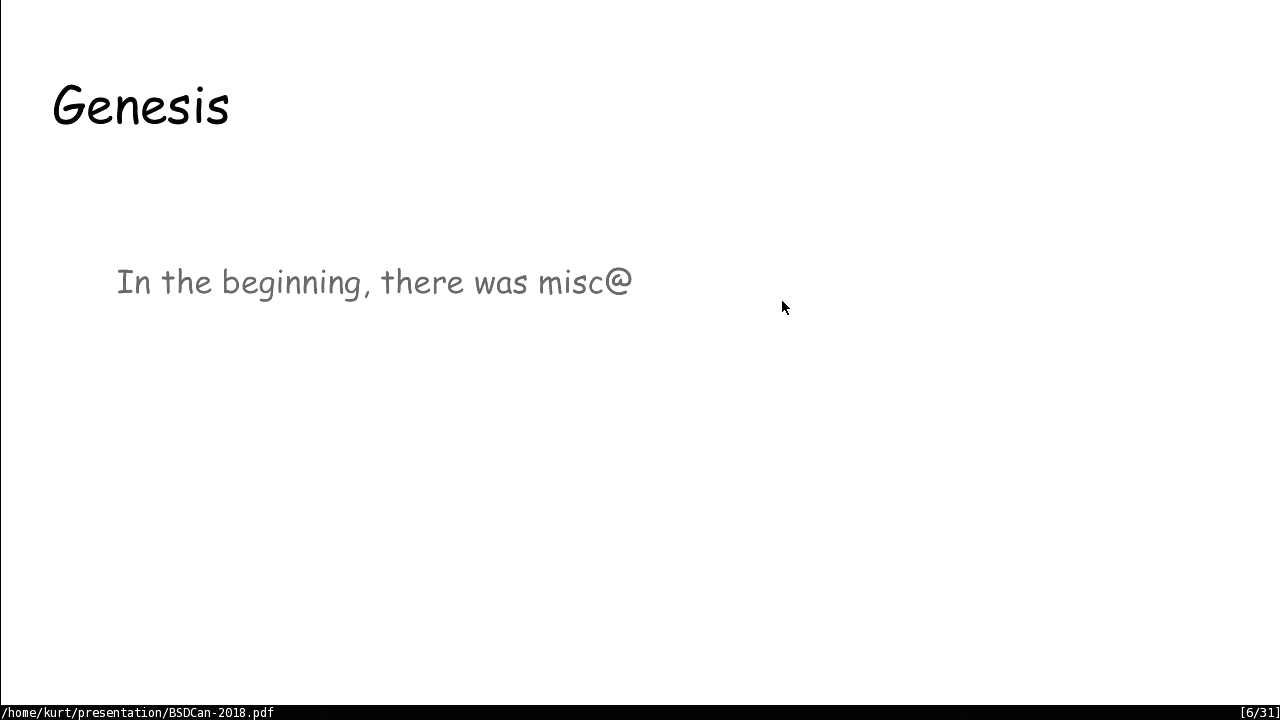 Genesis
In the beginning, there was misc@
/home/kurt/presentation/BSDCan-2018.pdf [6/31]